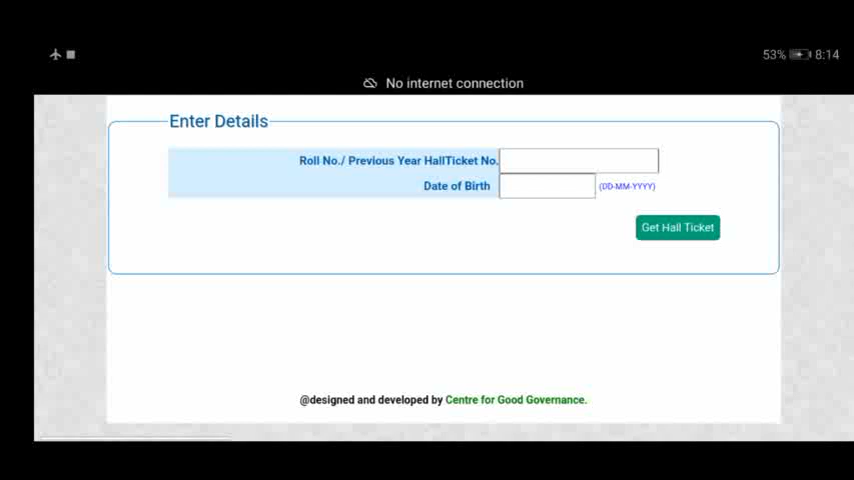 53% 8:14
No internet connection
Enter Details
Roll No./ Previous Year HallTicket No.
Date of Birth (DD-MM-YYYY)
Get Hall Ticket
@designed and developed by Centre for Good Governance.